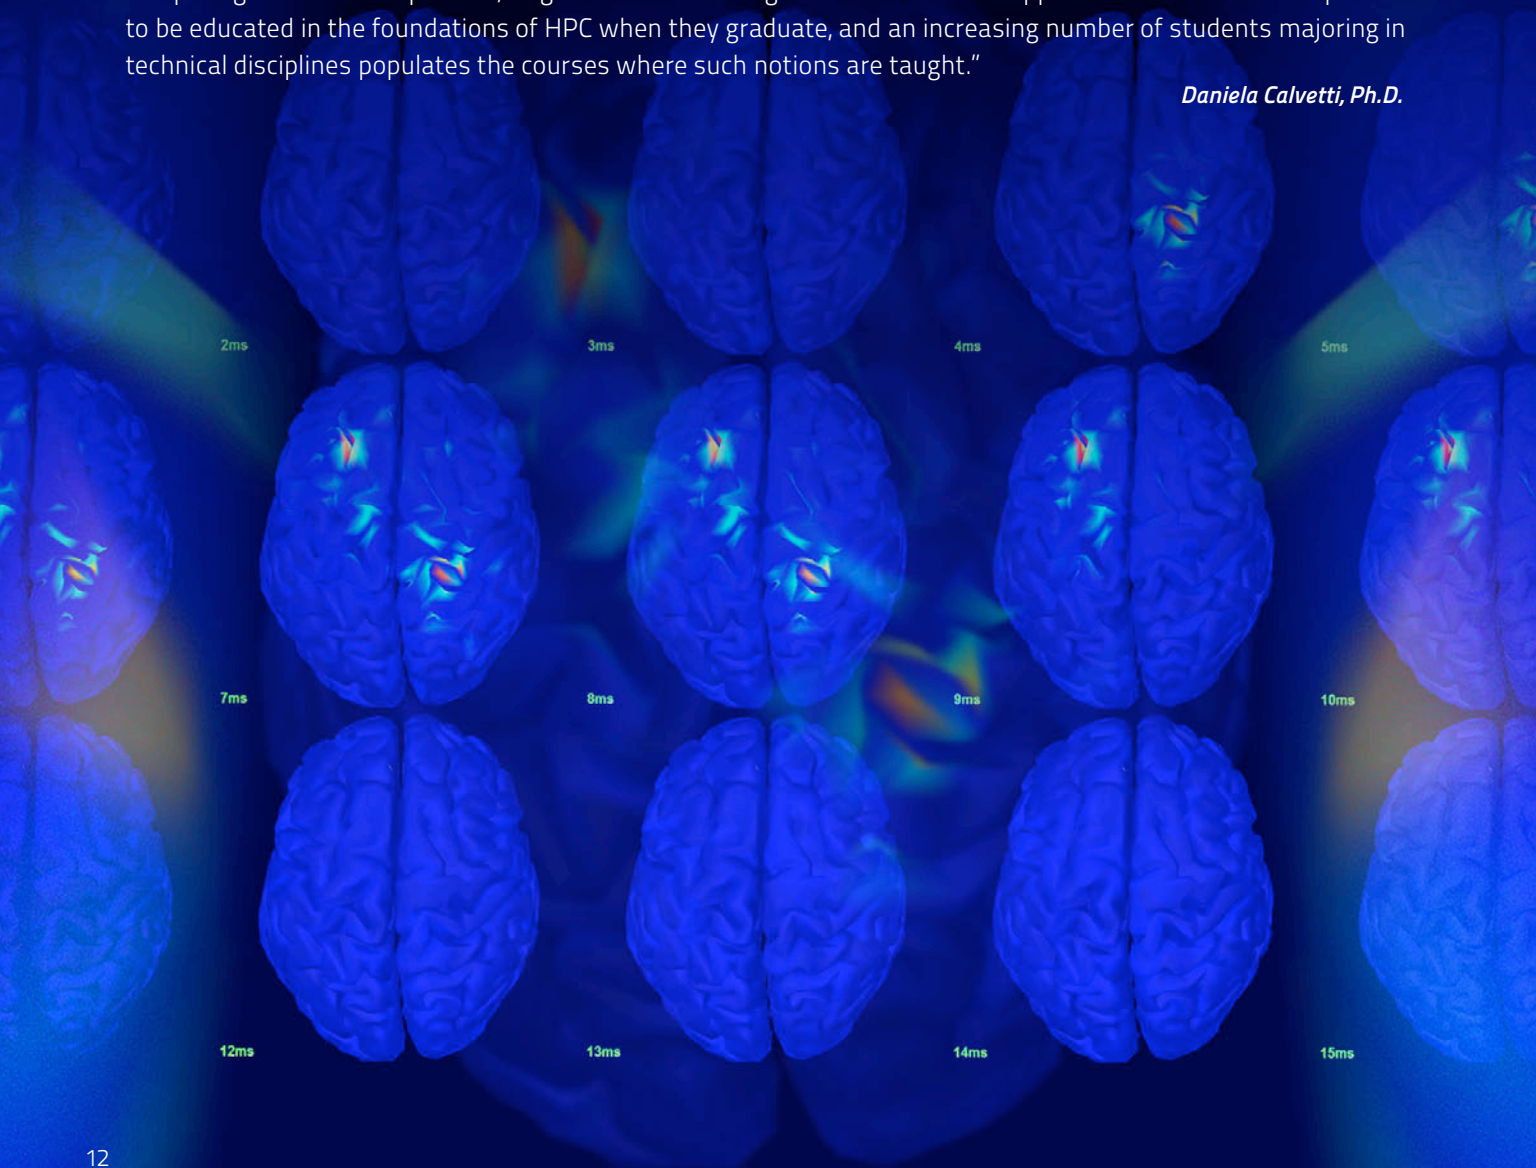 to be educated in the foundations of HPC when they graduate, and an increasing number of students majoring in
technical disciplines populates the courses where such notions are taught.”
Daniela Calvetti, Ph.D.
2ms 3ms 4ms 5ms
7ms 8ms 9ms 10ms
12ms 13ms 14ms 15ms
12